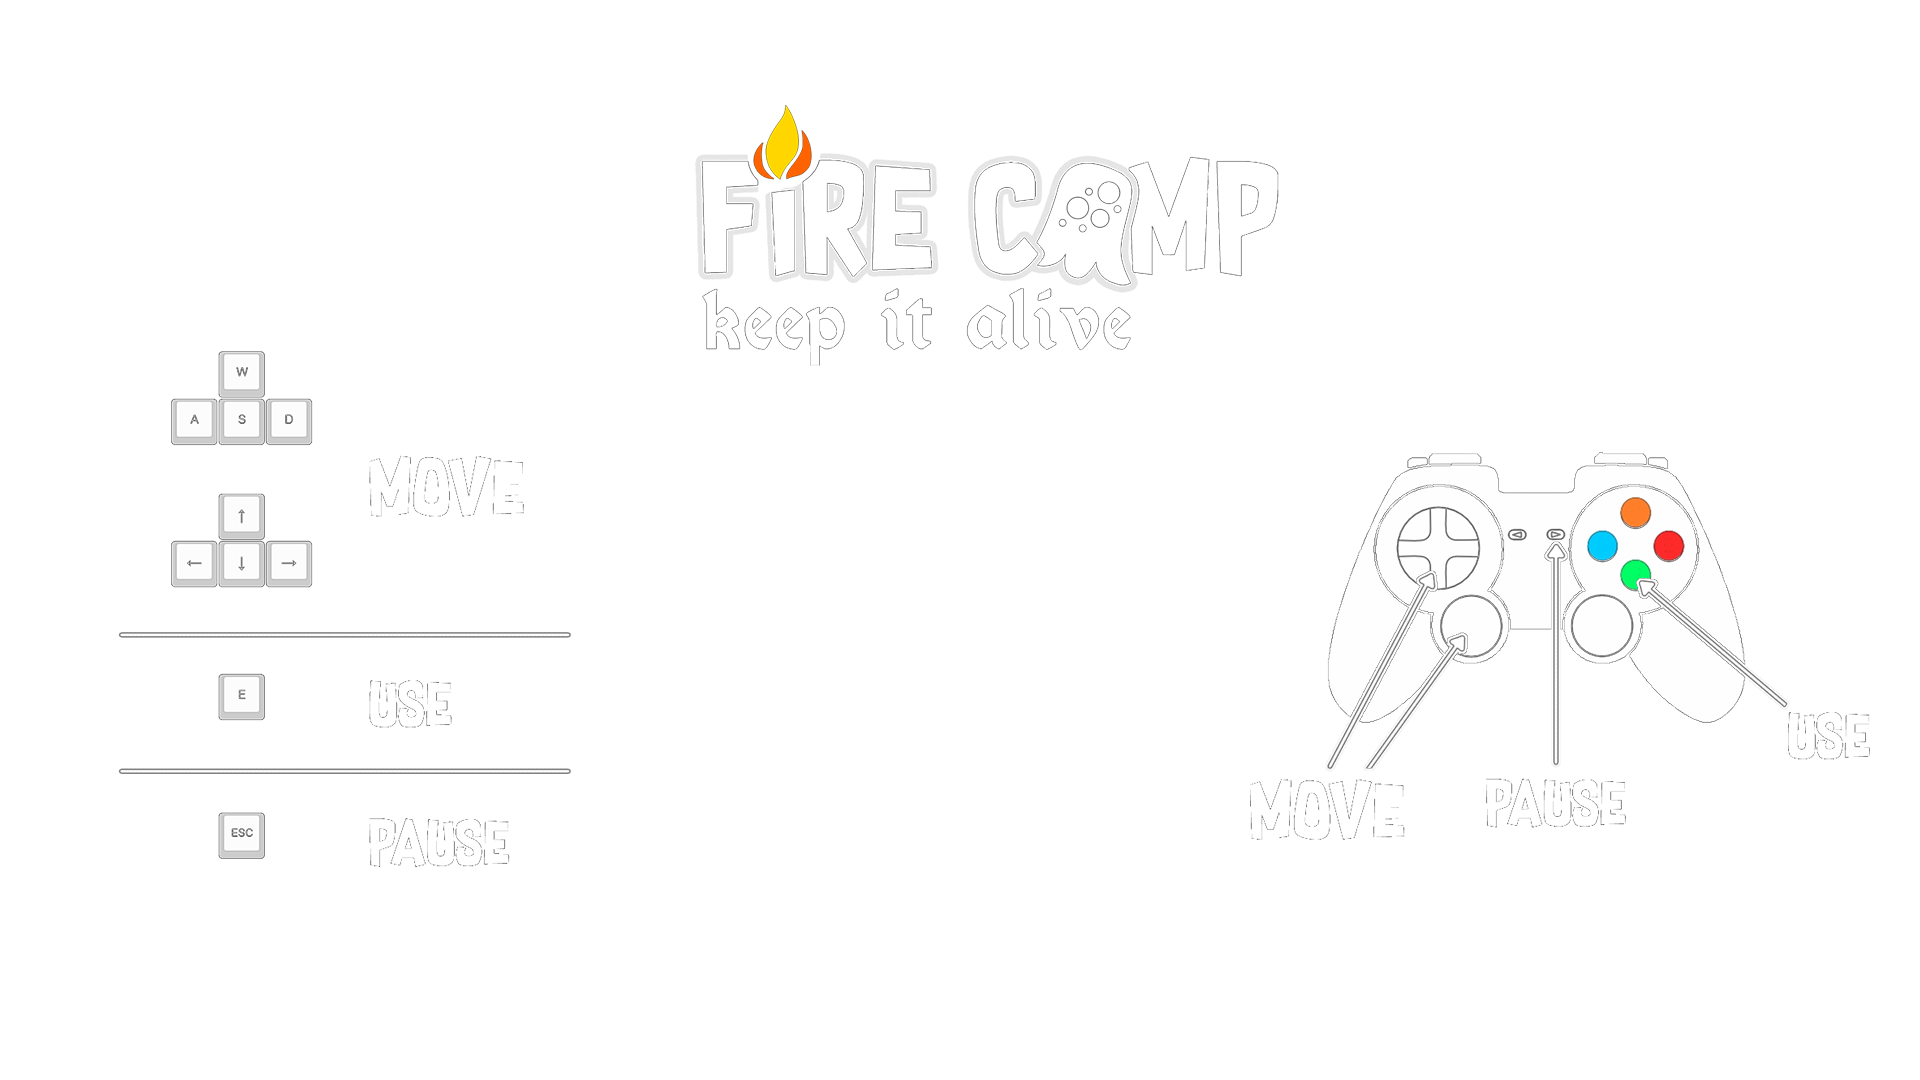 FIRE CAMP
keep it alive
W
A S D
MOVE
↑
← ↓ →
E USE
ESC PAUSE
USE
MOVE PAUSE